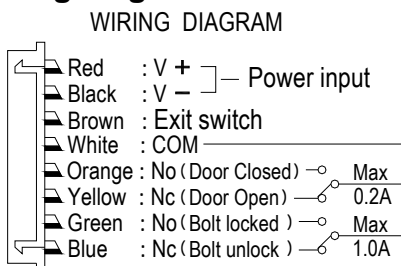 WIRING DIAGRAM
Red : V +
Black : V − Power input
Brown : Exit switch
White : COM
Orange : No (Door Closed) Max
Yellow : Nc (Door Open) 0.2A
Green : No (Bolt locked) Max
Blue : Nc (Bolt unlock) 1.0A